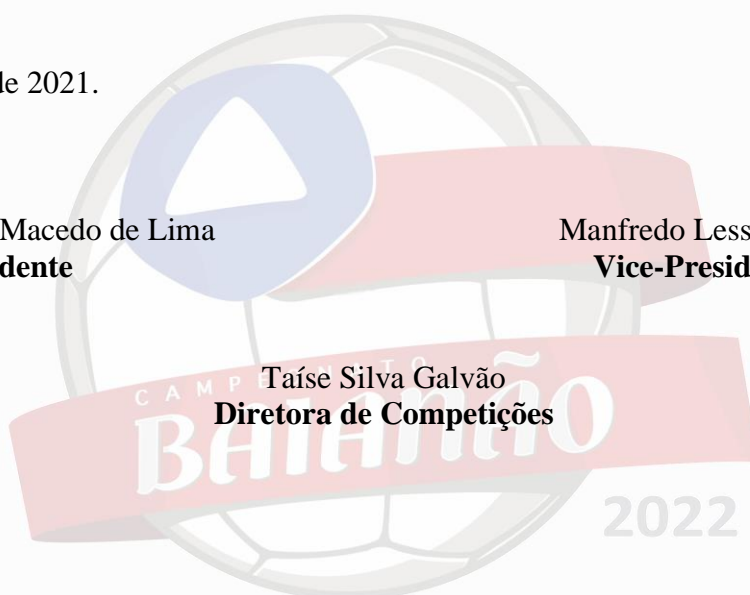 de 2021.
Macedo de Lima
dente
Manfredo Less
Vice-Presid
Taíse Silva Galvão
Diretora de Competições
CAMPEONATO
BAIANÃO
2022